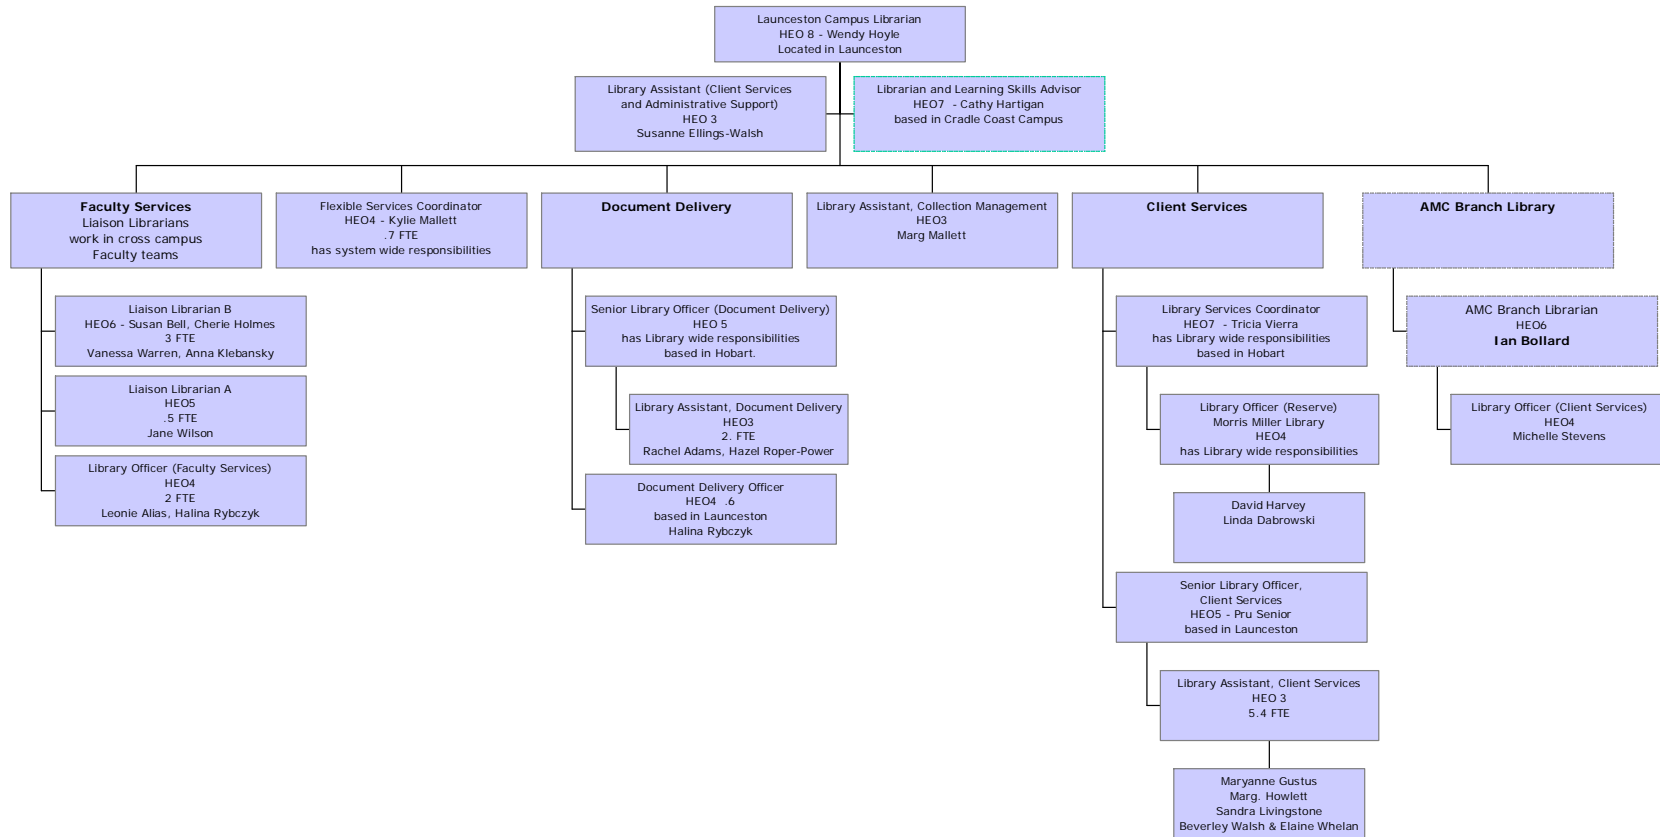 Launceston Campus Librarian
HEO 8 - Wendy Hoyle
Located in Launceston
Library Assistant (Client Services
and Administrative Support)
HEO 3
Susanne Ellings-Walsh
Librarian and Learning Skills Advisor
HEO7 - Cathy Hartigan
based in Cradle Coast Campus
Faculty Services
Liaison Librarians
work in cross campus
Faculty teams
Flexible Services Coordinator
HEO4 - Kylie Mallett
.7 FTE
has system wide responsibilities
Document Delivery
Library Assistant, Collection Management
HEO3
Marg Mallett
Client Services
AMC Branch Library
Liaison Librarian B
HEO6 - Susan Bell, Cherie Holmes
3 FTE
Vanessa Warren, Anna Klebansky
Liaison Librarian A
HEO5
.5 FTE
Jane Wilson
Library Officer (Faculty Services)
HEO4
2 FTE
Leonie Alias, Halina Rybczyk
Senior Library Officer (Document Delivery)
HEO 5
has Library wide responsibilities
based in Hobart.
Library Assistant, Document Delivery
HEO3
2. FTE
Rachel Adams, Hazel Roper-Power
Document Delivery Officer
HEO4 .6
based in Launceston
Halina Rybczyk
Library Services Coordinator
HEO7 - Tricia Vierra
has Library wide responsibilities
based in Hobart
Library Officer (Reserve)
Morris Miller Library
HEO4
has Library wide responsibilities
David Harvey
Linda Dabrowski
Senior Library Officer,
Client Services
HEO5 - Pru Senior
based in Launceston
Library Assistant, Client Services
HEO 3
5.4 FTE
Maryanne Gustus
Marg. Howlett
Sandra Livingstone
Beverley Walsh & Elaine Whelan
AMC Branch Librarian
HEO6
Ian Bollard
Library Officer (Client Services)
HEO4
Michelle Stevens